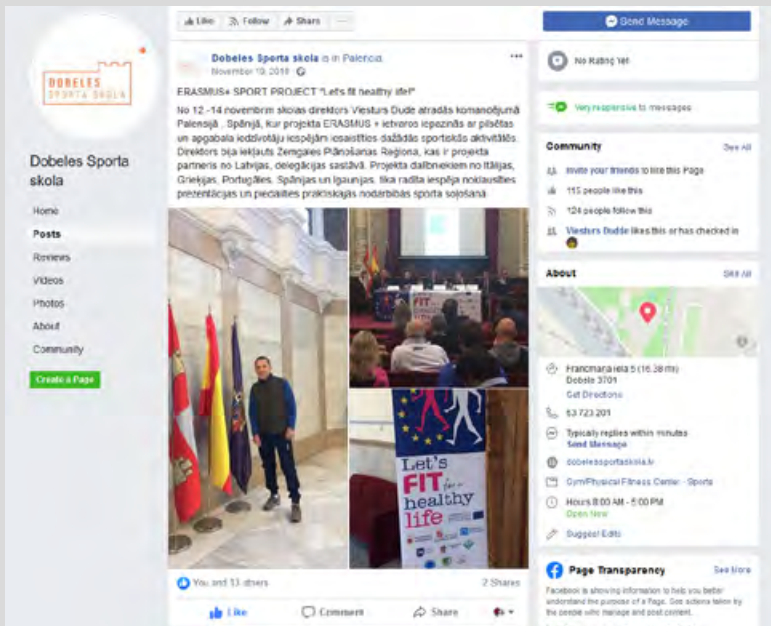 Like Follow Share
Send Message
DOBELES
SPORTA SKOLA
Dobeles Sporta
skola
Home
Posts
Reviews
Videos
Photos
About
Community
Create a Page
Dobeles Sporta skola is in Palencia.
November 19, 2019
ERASMUS+ SPORT PROJECT "Let's fit healthy life!"
No 12.-14 novembrim skolas direktors Viesturs Dude atradās komandējumā
Palensijā, Spānijā, kur projekta ERASMUS + ietvaros iepazinās ar pilsētas
un apgabala iedzīvotāju iespējām iesaistīties dažādās sportiskās aktivitātēs.
Direktors bija iekļauts Zemgales Plānošanas Reģiona, kas ir projekta
partneris no Latvijas, delegācijas sastāvā. Projekta dalībniekiem no Itālijas,
Grieķijas, Portugāles, Spānijas un Igaunijas, tika radīta iespēja noklausīties
prezentācijas un piedalīties praktiskajās nodarbībās sporta soļošanā.
FIT
Let's
FIT for a
healthy
life
You and 13 others
2 Shares
Like Comment Share
No Rating Yet
Very responsive to messages
Community See All
Invite your friends to like this Page
115 people like this
124 people follow this
Viesturs Dudde likes this or has checked in
About See All
Francmaņa iela 5 (16.38 mi)
Dobele 3701
Get Directions
63 723 201
Typically replies within minutes
Send Message
dobelessportaskola.lv
Gym/Physical Fitness Center · Sports
Hours 8:00 AM - 5:00 PM
Open Now
Suggest Edits
Page Transparency See More
Facebook is showing information to help you better
understand the purpose of a Page. See actions taken by
the people who manage and post content.